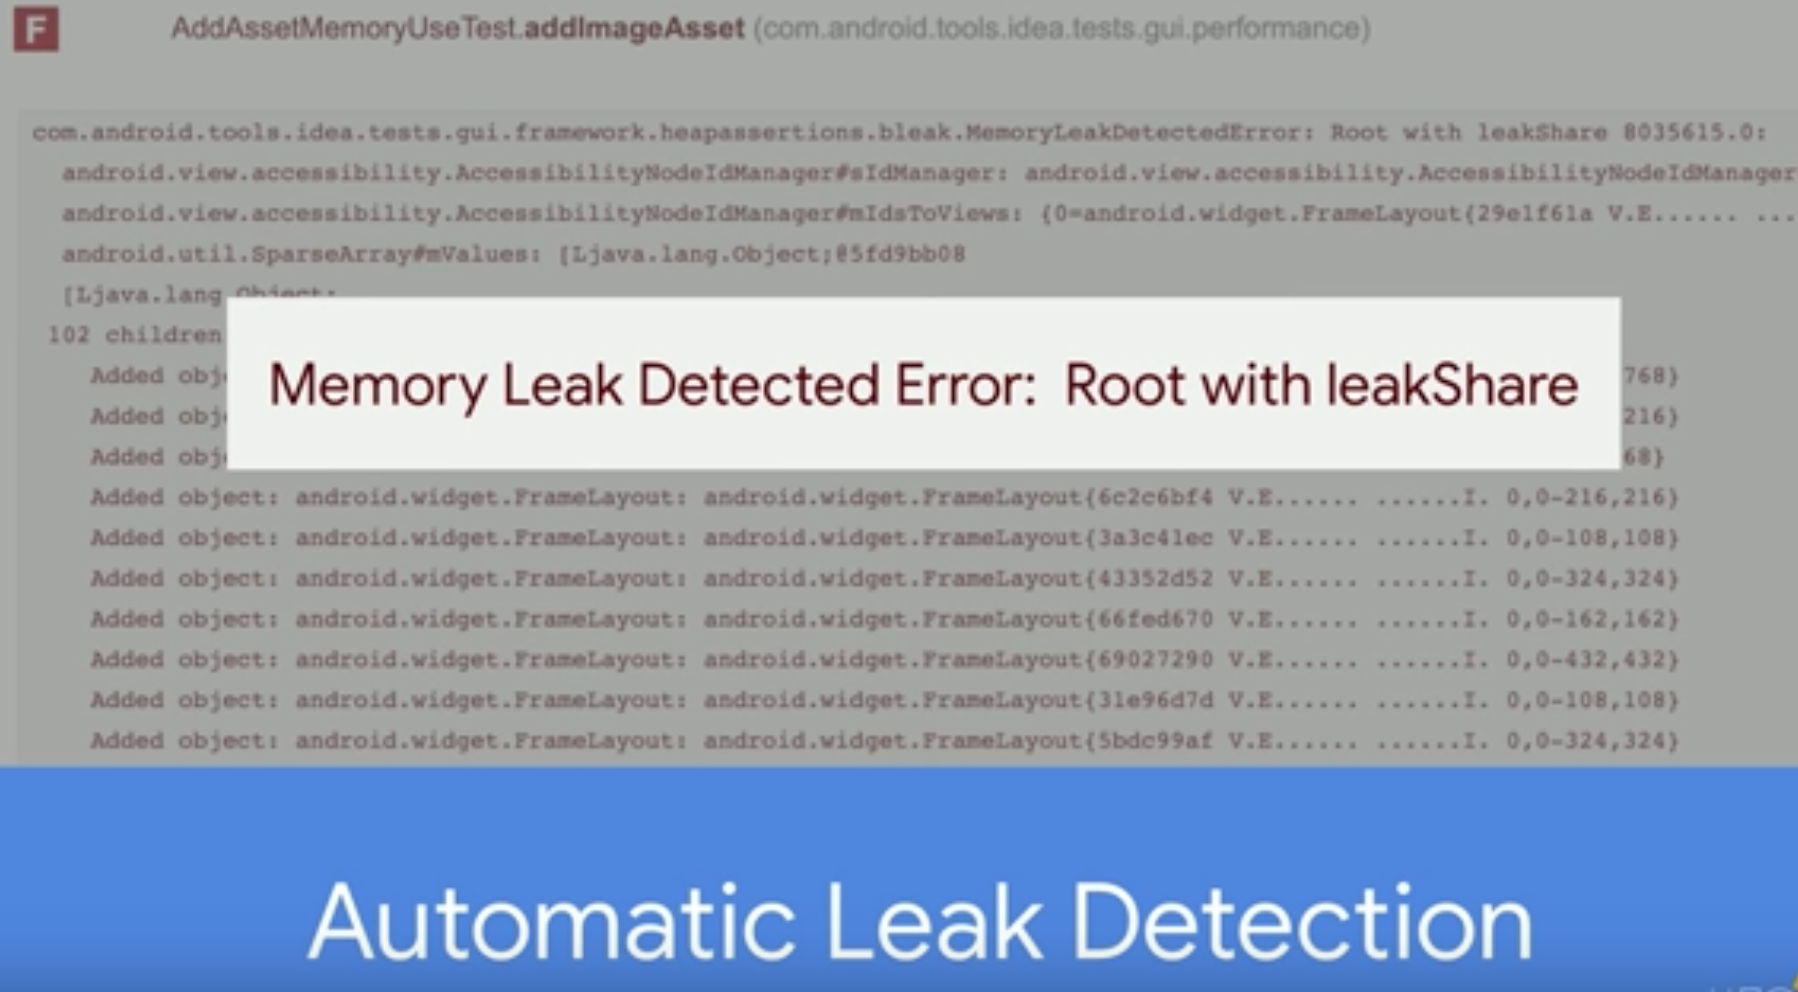 F AddAssetMemoryUseTest.addImageAsset (com.android.tools.idea.tests.gui.performance)
com.android.tools.idea.tests.gui.framework.heapassertions.bleak.MemoryLeakDetectedError: Root with leakShare 8035615.0:
android.view.accessibility.AccessibilityNodeIdManager#sIdManager: android.view.accessibility.AccessibilityNodeIdManager
android.view.accessibility.AccessibilityNodeIdManager#mIdsToViews: {0=android.widget.FrameLayout{29e1f61a V.E...... ...
android.util.SparseArray#mValues: [Ljava.lang.Object;@5fd9bb08
[Ljava.lang.Object;
102 children
Added obj 768}
Memory Leak Detected Error: Root with leakShare
Added obj 216}
Added obj 68}
Added object: android.widget.FrameLayout: android.widget.FrameLayout{6c2c6bf4 V.E...... ......I. 0,0-216,216}
Added object: android.widget.FrameLayout: android.widget.FrameLayout{3a3c41ec V.E...... ......I. 0,0-108,108}
Added object: android.widget.FrameLayout: android.widget.FrameLayout{43352d52 V.E...... ......I. 0,0-324,324}
Added object: android.widget.FrameLayout: android.widget.FrameLayout{66fed670 V.E...... ......I. 0,0-162,162}
Added object: android.widget.FrameLayout: android.widget.FrameLayout{69027290 V.E...... ......I. 0,0-432,432}
Added object: android.widget.FrameLayout: android.widget.FrameLayout{31e96d7d V.E...... ......I. 0,0-108,108}
Added object: android.widget.FrameLayout: android.widget.FrameLayout{5bdc99af V.E...... ......I. 0,0-324,324}
Automatic Leak Detection